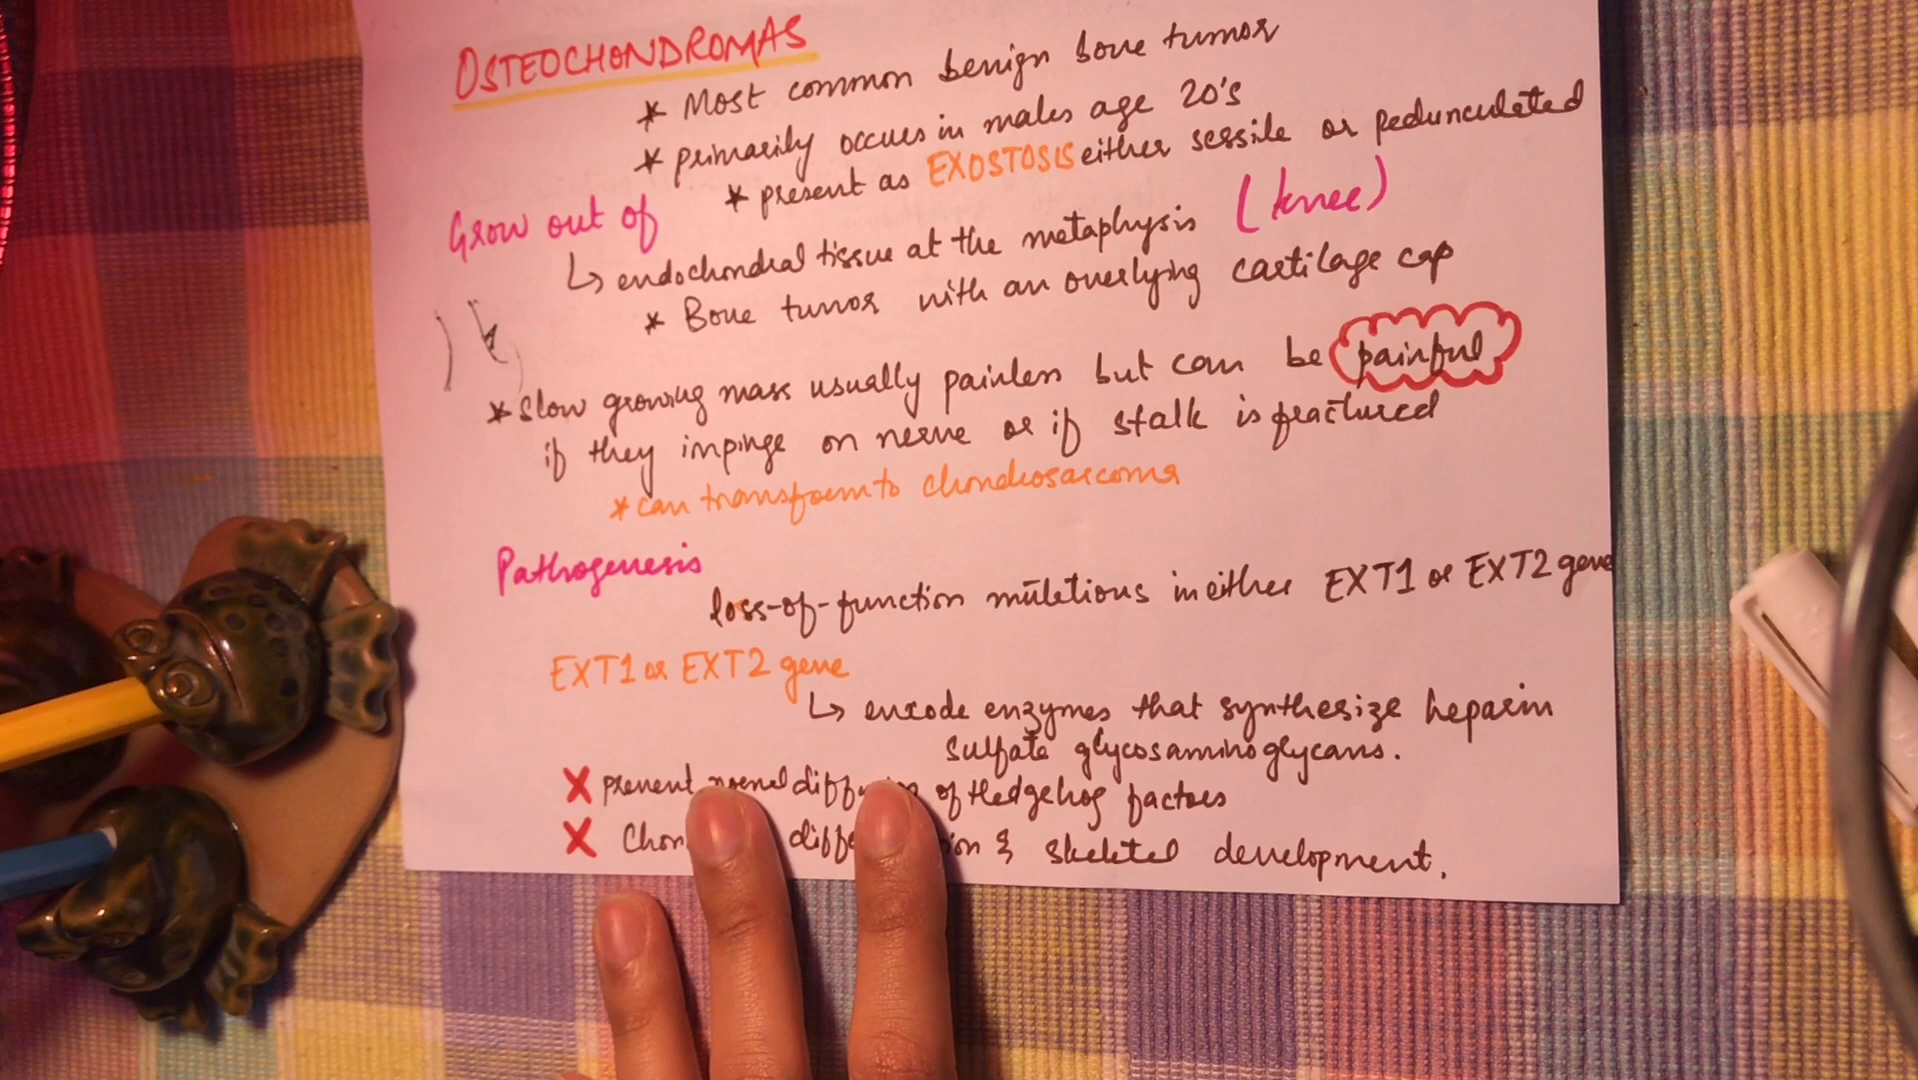 OSTEOCHONDROMAS
* Most common benign bone tumor
* primarily occurs in males age 20's
* present as EXOSTOSIS either sessile or pedunculated
Grow out of
↳ endochondral tissue at the metaphysis (knee)
* Bone tumor with an overlying cartilage cap
* Slow growing mass usually painless but can be painful
if they impinge on nerve or if stalk is fractured
* can transform to chondrosarcoma
Pathogenesis
loss-of-function mutetious in either EXT1 or EXT2 gene
EXT1 or EXT2 gene
↳ encode enzymes that synthesize heparin
sulfate glycosaminoglycans.
X prevent normal of Hedgehog factors
X & skeletal development.